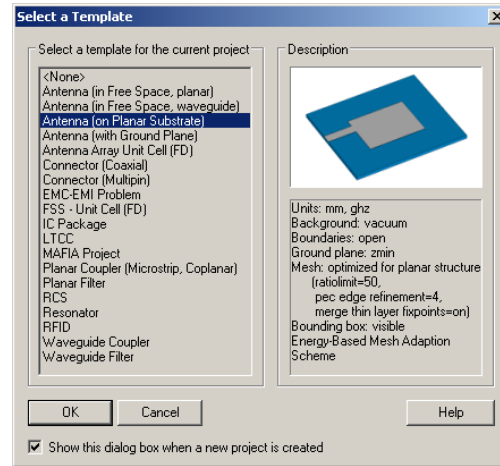 Select a Template
Select a template for the current project
<None>
Antenna (in Free Space, planar)
Antenna (in Free Space, waveguide)
Antenna (on Planar Substrate)
Antenna (with Ground Plane)
Antenna Array Unit Cell (FD)
Connector (Coaxial)
Connector (Multipin)
EMC-EMI Problem
FSS - Unit Cell (FD)
IC Package
LTCC
MAFIA Project
Planar Coupler (Microstrip, Coplanar)
Planar Filter
RCS
Resonator
RFID
Waveguide Coupler
Waveguide Filter
Description
Units: mm, ghz
Background: vacuum
Boundaries: open
Ground plane: zmin
Mesh: optimized for planar structure
(ratiolimit=50,
pec edge refinement=4,
merge thin layer fixpoints=on)
Bounding box: visible
Energy-Based Mesh Adaption
Scheme
OK
Cancel
Help
Show this dialog box when a new project is created